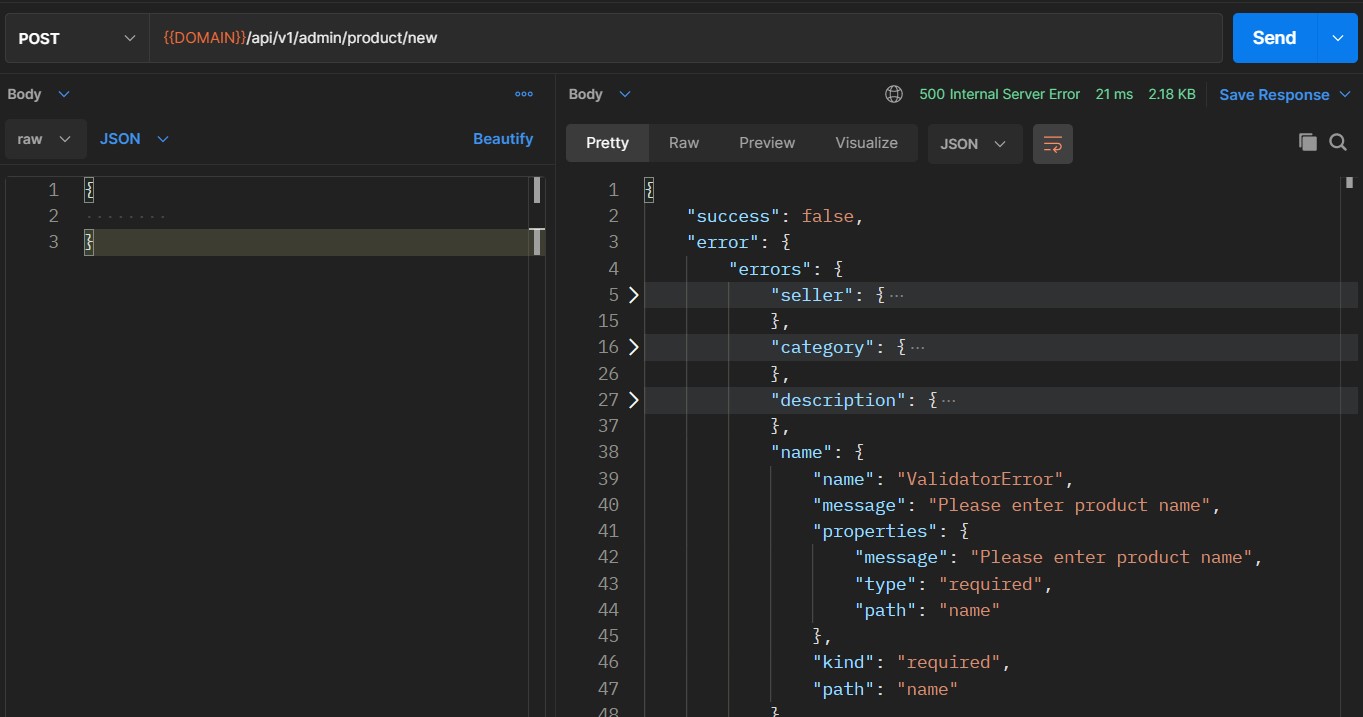 POST {{DOMAIN}}/api/v1/admin/product/new Send
Body
raw JSON Beautify
1 {
2
3 }
Body 500 Internal Server Error 21 ms 2.18 KB Save Response
Pretty Raw Preview Visualize JSON
1 {
2 "success": false,
3 "error": {
4 "errors": {
5 "seller": {···
15 },
16 "category": {···
26 },
27 "description": {···
37 },
38 "name": {
39 "name": "ValidatorError",
40 "message": "Please enter product name",
41 "properties": {
42 "message": "Please enter product name",
43 "type": "required",
44 "path": "name"
45 },
46 "kind": "required",
47 "path": "name"
48 }